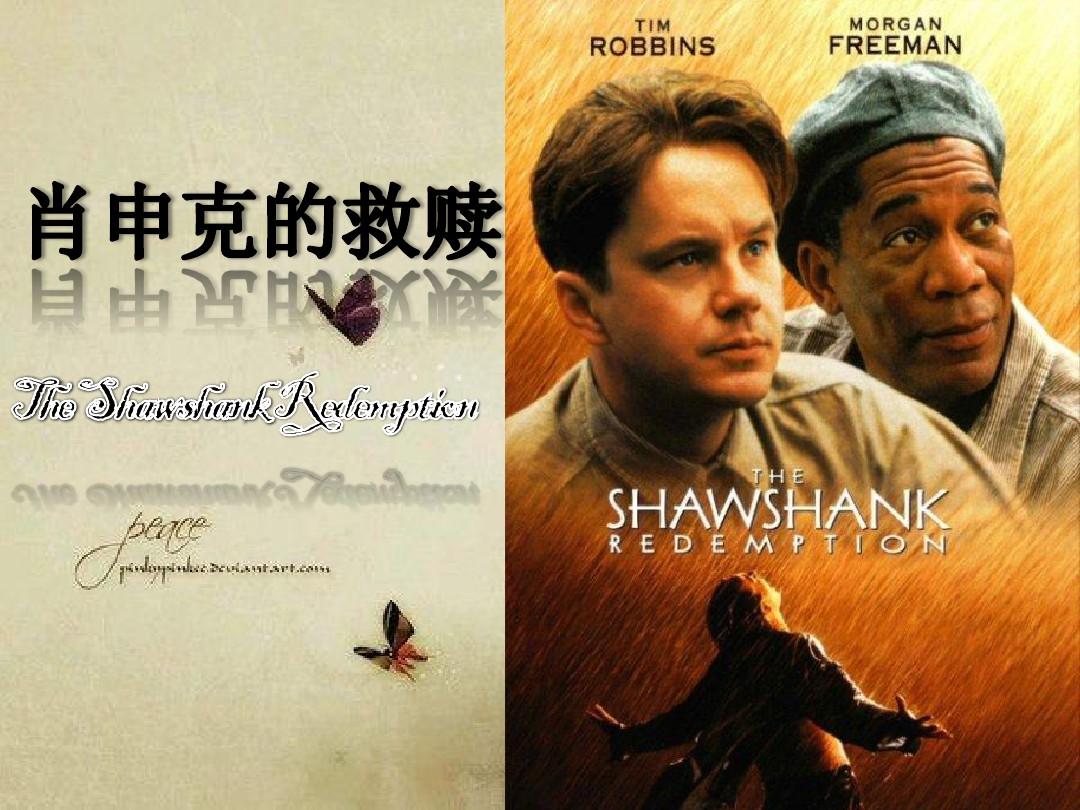 肖申克的救赎
The Shawshank Redemption
peace
TIM
ROBBINS
MORGAN
FREEMAN
THE
SHAWSHANK
REDEMPTION